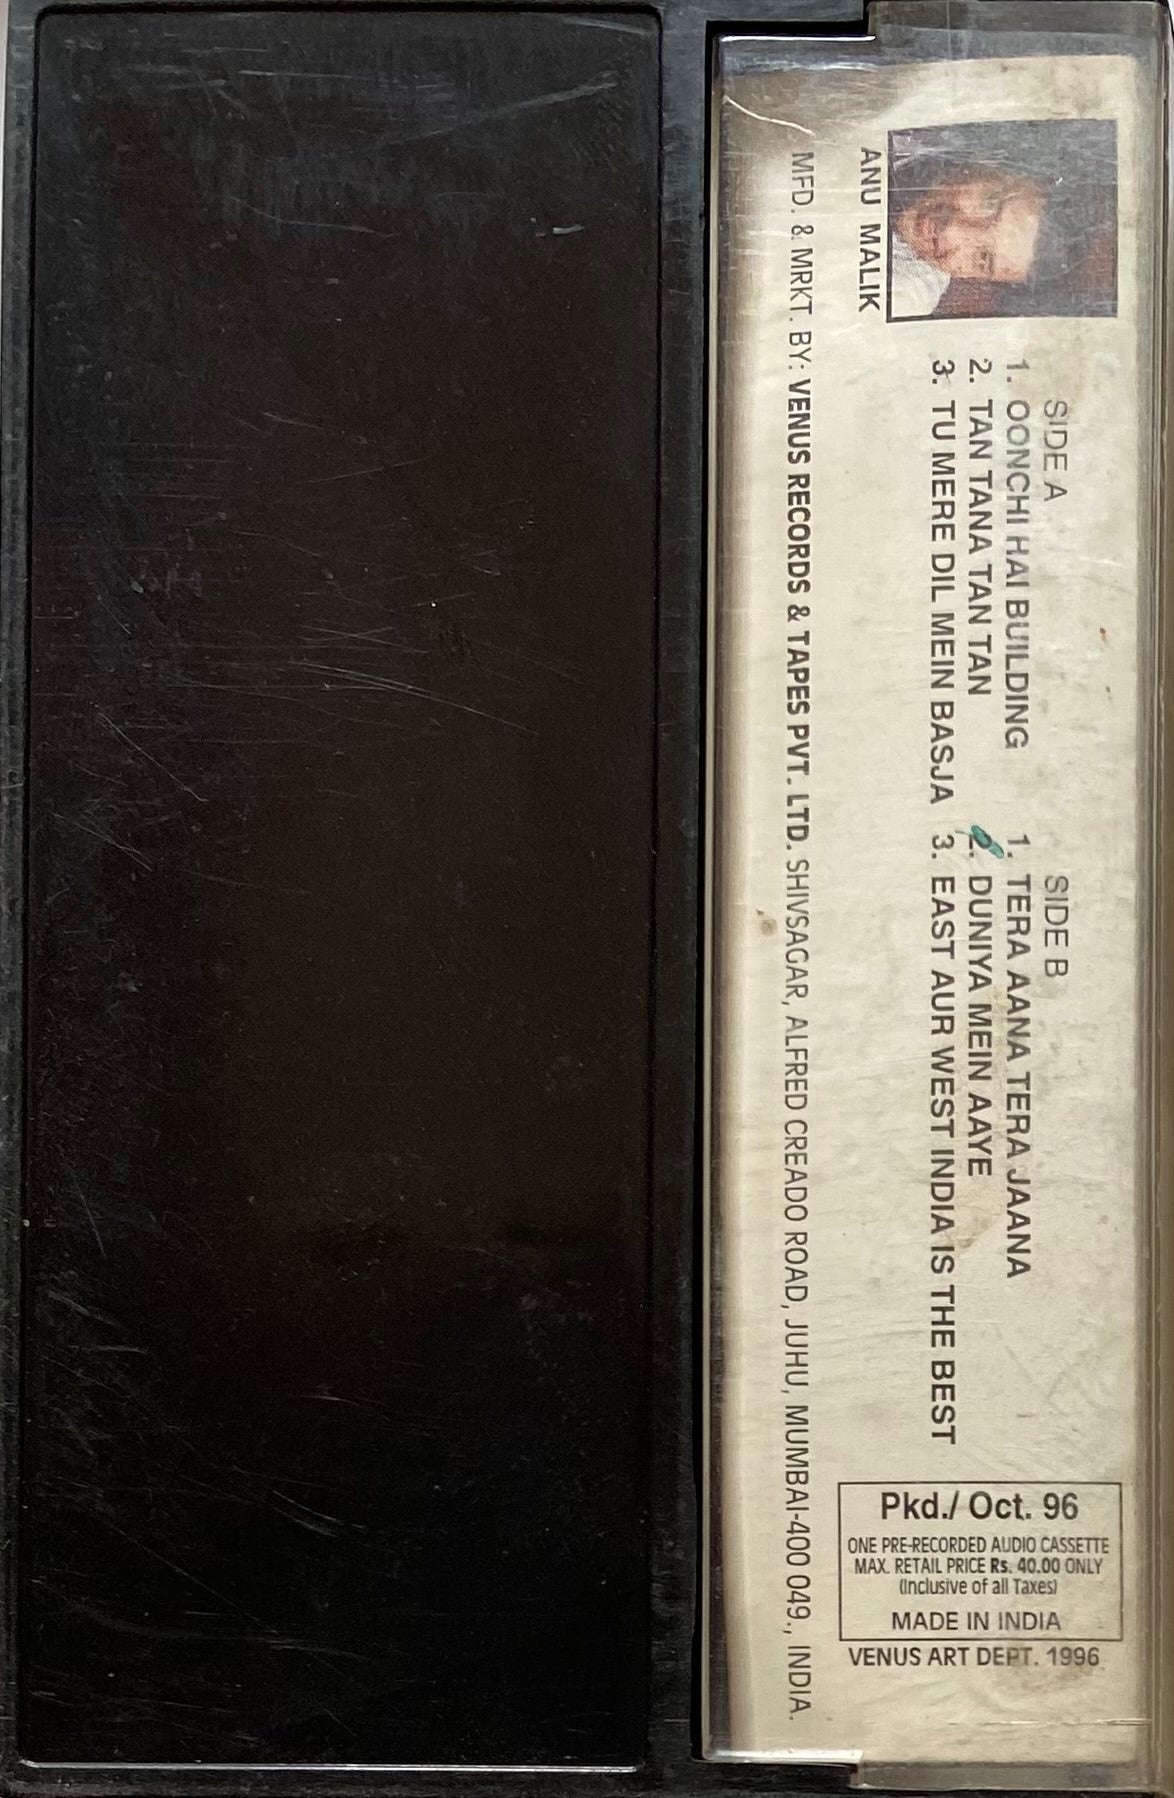 ANU MALIK
SIDE A
1. OONCHI HAI BUILDING
2. TAN TANA TAN TAN
3. TU MERE DIL MEIN BASJA
SIDE B
1. TERA AANA TERA JAANA
2. DUNIYA MEIN AAYE
3. EAST AUR WEST INDIA IS THE BEST
MFD. & MRKT. BY: VENUS RECORDS & TAPES PVT. LTD. SHIVSAGAR, ALFRED CREADO ROAD, JUHU, MUMBAI-400 049., INDIA.
Pkd./ Oct. 96
ONE PRE-RECORDED AUDIO CASSETTE
MAX. RETAIL PRICE Rs. 40.00 ONLY
(Inclusive of all Taxes)
MADE IN INDIA
VENUS ART DEPT. 1996